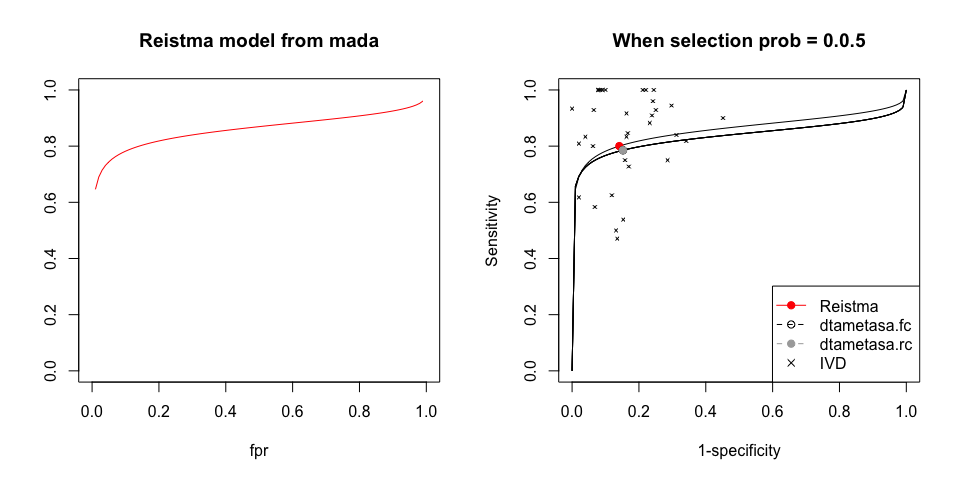 Reistma model from mada
1.0
0.8
0.6
0.4
0.2
0.0
0.0 0.2 0.4 0.6 0.8 1.0
fpr
When selection prob = 0.0.5
Sensitivity
1.0
0.8
0.6
0.4
0.2
0.0
Reistma
dtametasa.fc
dtametasa.rc
IVD
0.0 0.2 0.4 0.6 0.8 1.0
1-specificity